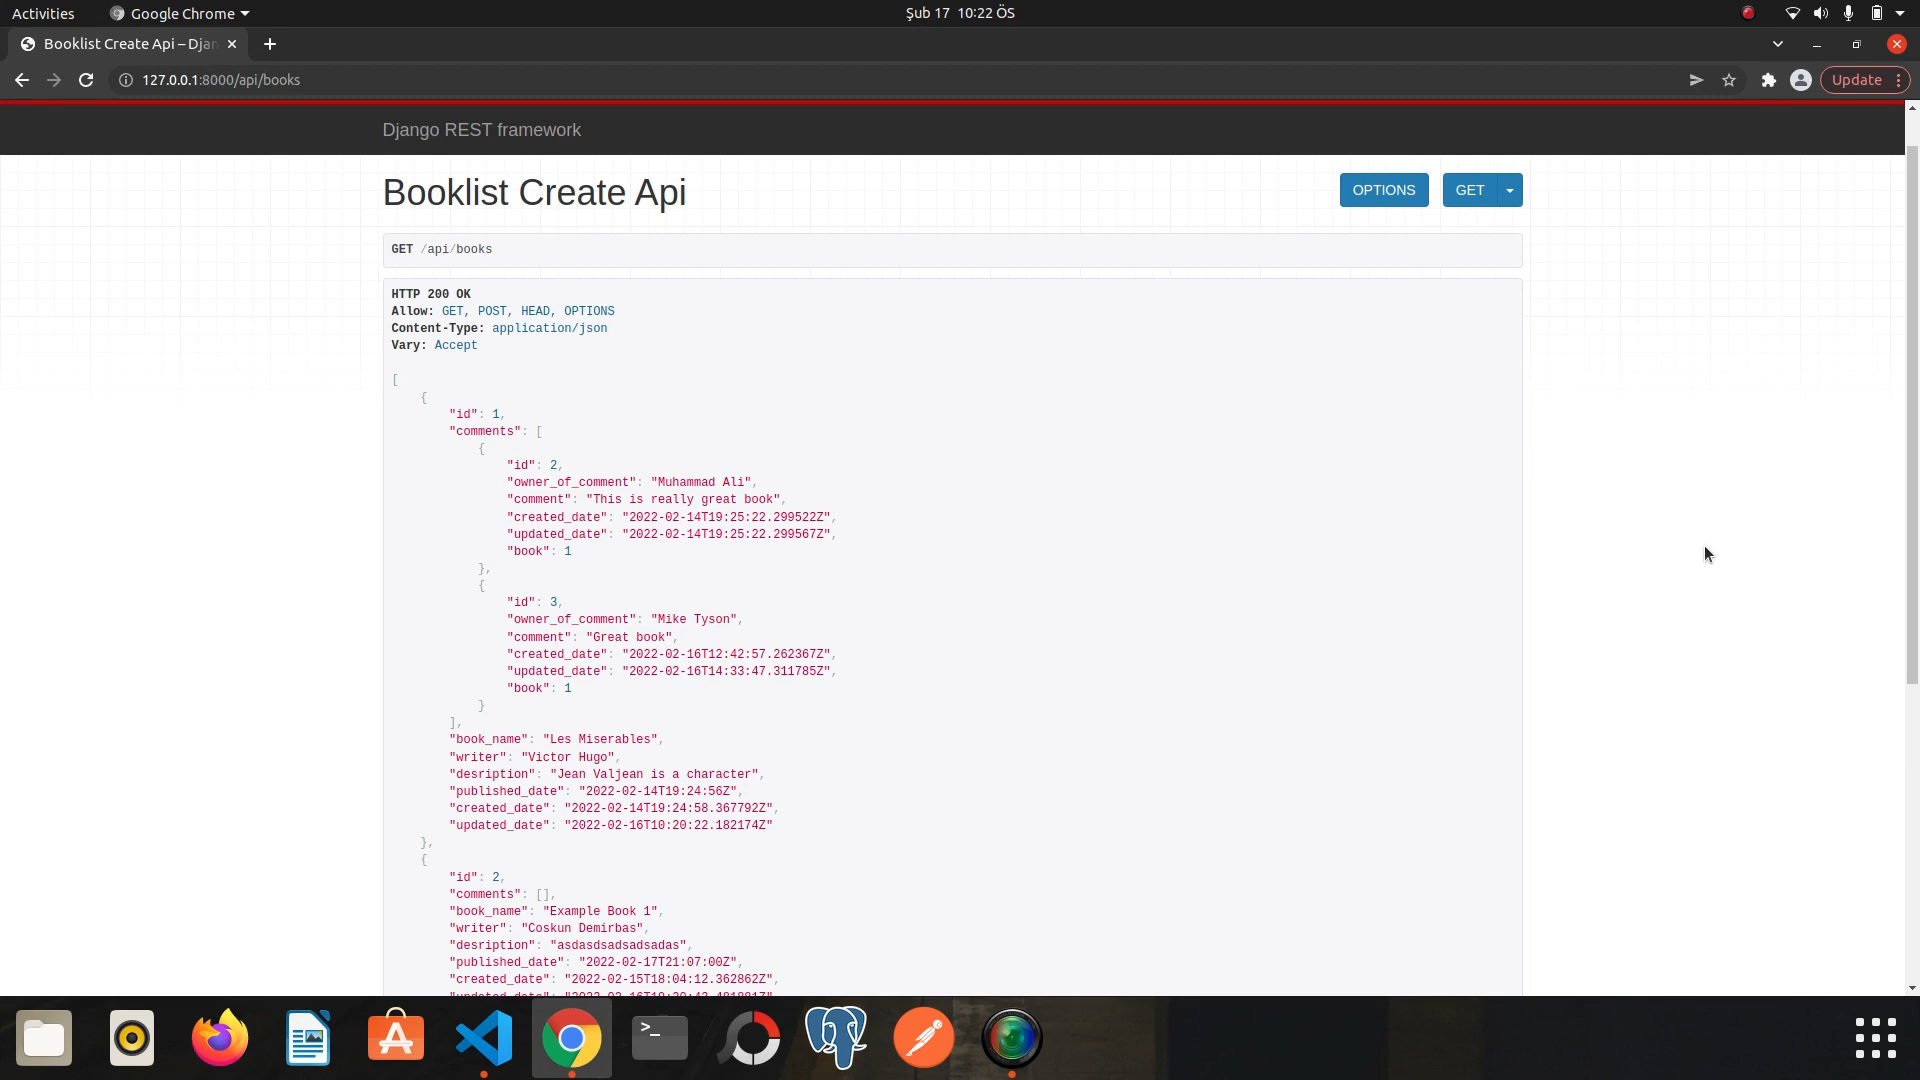 Activities
Google Chrome
Şub 17 10:22 ÖS
Booklist Create Api – Djan
127.0.0.1:8000/api/books
Update
Django REST framework
Booklist Create Api
OPTIONS
GET
GET /api/books
HTTP 200 OK
Allow: GET, POST, HEAD, OPTIONS
Content-Type: application/json
Vary: Accept
[
{
"id": 1,
"comments": [
{
"id": 2,
"owner_of_comment": "Muhammad Ali",
"comment": "This is really great book",
"created_date": "2022-02-14T19:25:22.299522Z",
"updated_date": "2022-02-14T19:25:22.299567Z",
"book": 1
},
{
"id": 3,
"owner_of_comment": "Mike Tyson",
"comment": "Great book",
"created_date": "2022-02-16T12:42:57.262367Z",
"updated_date": "2022-02-16T14:33:47.311785Z",
"book": 1
}
],
"book_name": "Les Miserables",
"writer": "Victor Hugo",
"desription": "Jean Valjean is a character",
"published_date": "2022-02-14T19:24:56Z",
"created_date": "2022-02-14T19:24:58.367792Z",
"updated_date": "2022-02-16T10:20:22.182174Z"
},
{
"id": 2,
"comments": [],
"book_name": "Example Book 1",
"writer": "Coskun Demirbas",
"desription": "asdasdsadsadsadas",
"published_date": "2022-02-17T21:07:00Z",
"created_date": "2022-02-15T18:04:12.362862Z",